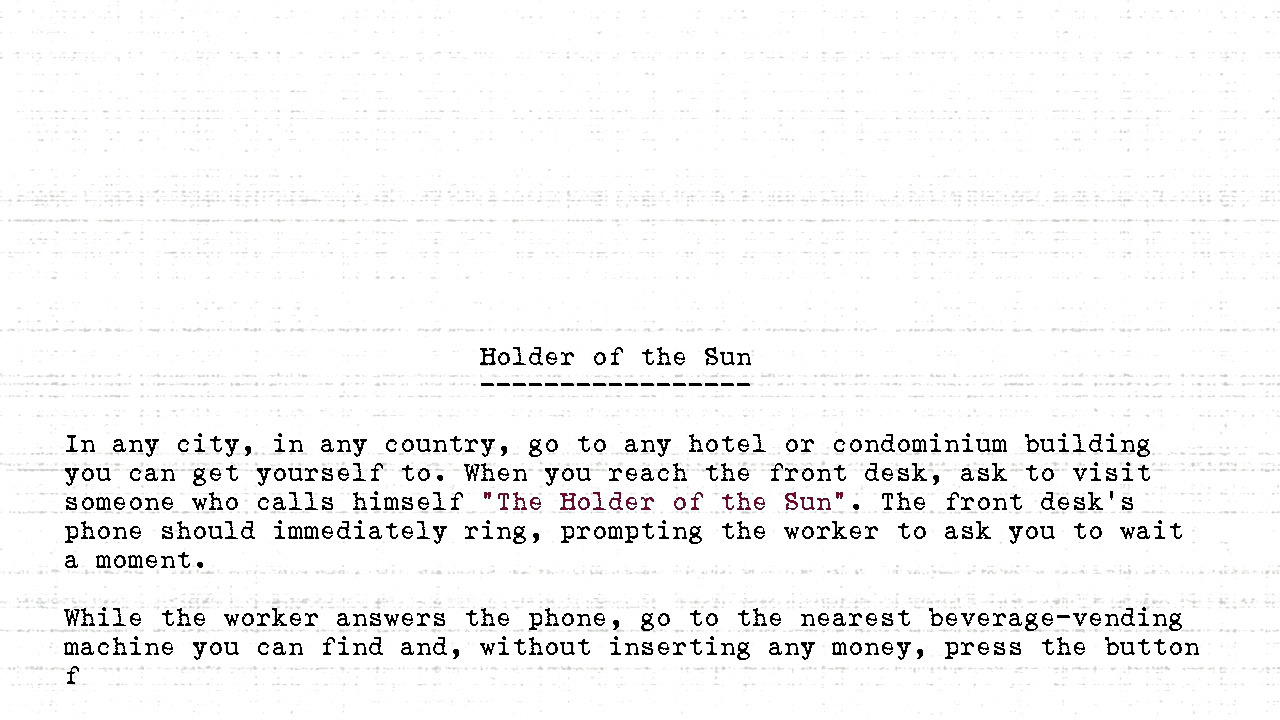 Holder of the Sun
-----------------
In any city, in any country, go to any hotel or condominium building
you can get yourself to. When you reach the front desk, ask to visit
someone who calls himself "The Holder of the Sun". The front desk's
phone should immediately ring, prompting the worker to ask you to wait
a moment.
While the worker answers the phone, go to the nearest beverage-vending
machine you can find and, without inserting any money, press the button
f